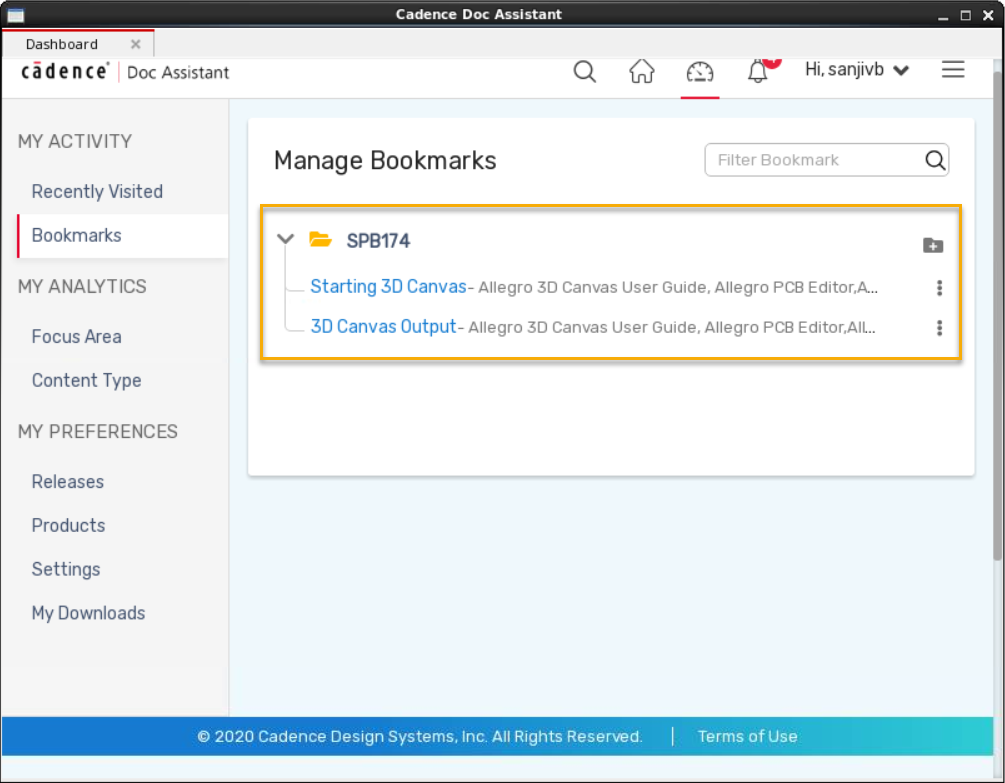 Cadence Doc Assistant
Dashboard
cādence® Doc Assistant
Hi, sanjivb
MY ACTIVITY
Recently Visited
Bookmarks
MY ANALYTICS
Focus Area
Content Type
MY PREFERENCES
Releases
Products
Settings
My Downloads
Manage Bookmarks
Filter Bookmark
SPB174
Starting 3D Canvas- Allegro 3D Canvas User Guide, Allegro PCB Editor,A...
3D Canvas Output- Allegro 3D Canvas User Guide, Allegro PCB Editor,All...
© 2020 Cadence Design Systems, Inc. All Rights Reserved. | Terms of Use